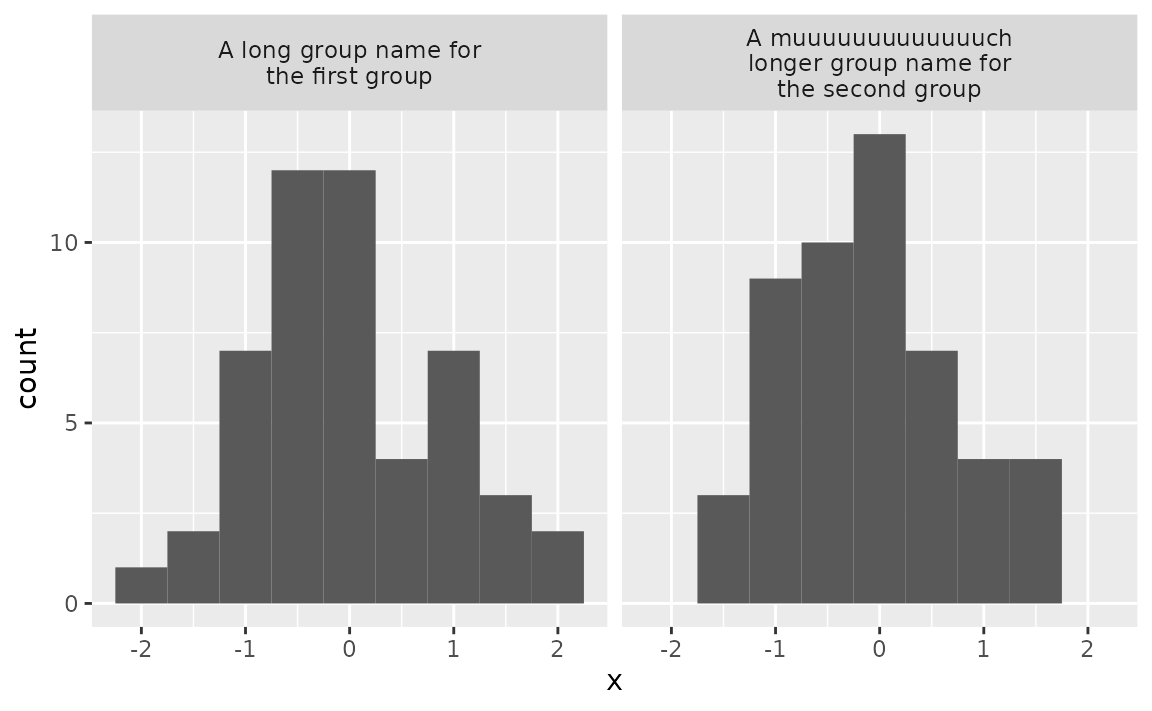 A long group name for
the first group
A muuuuuuuuuuuuuch
longer group name for
the second group
count
10
5
0
-2 -1 0 1 2
-2 -1 0 1 2
x